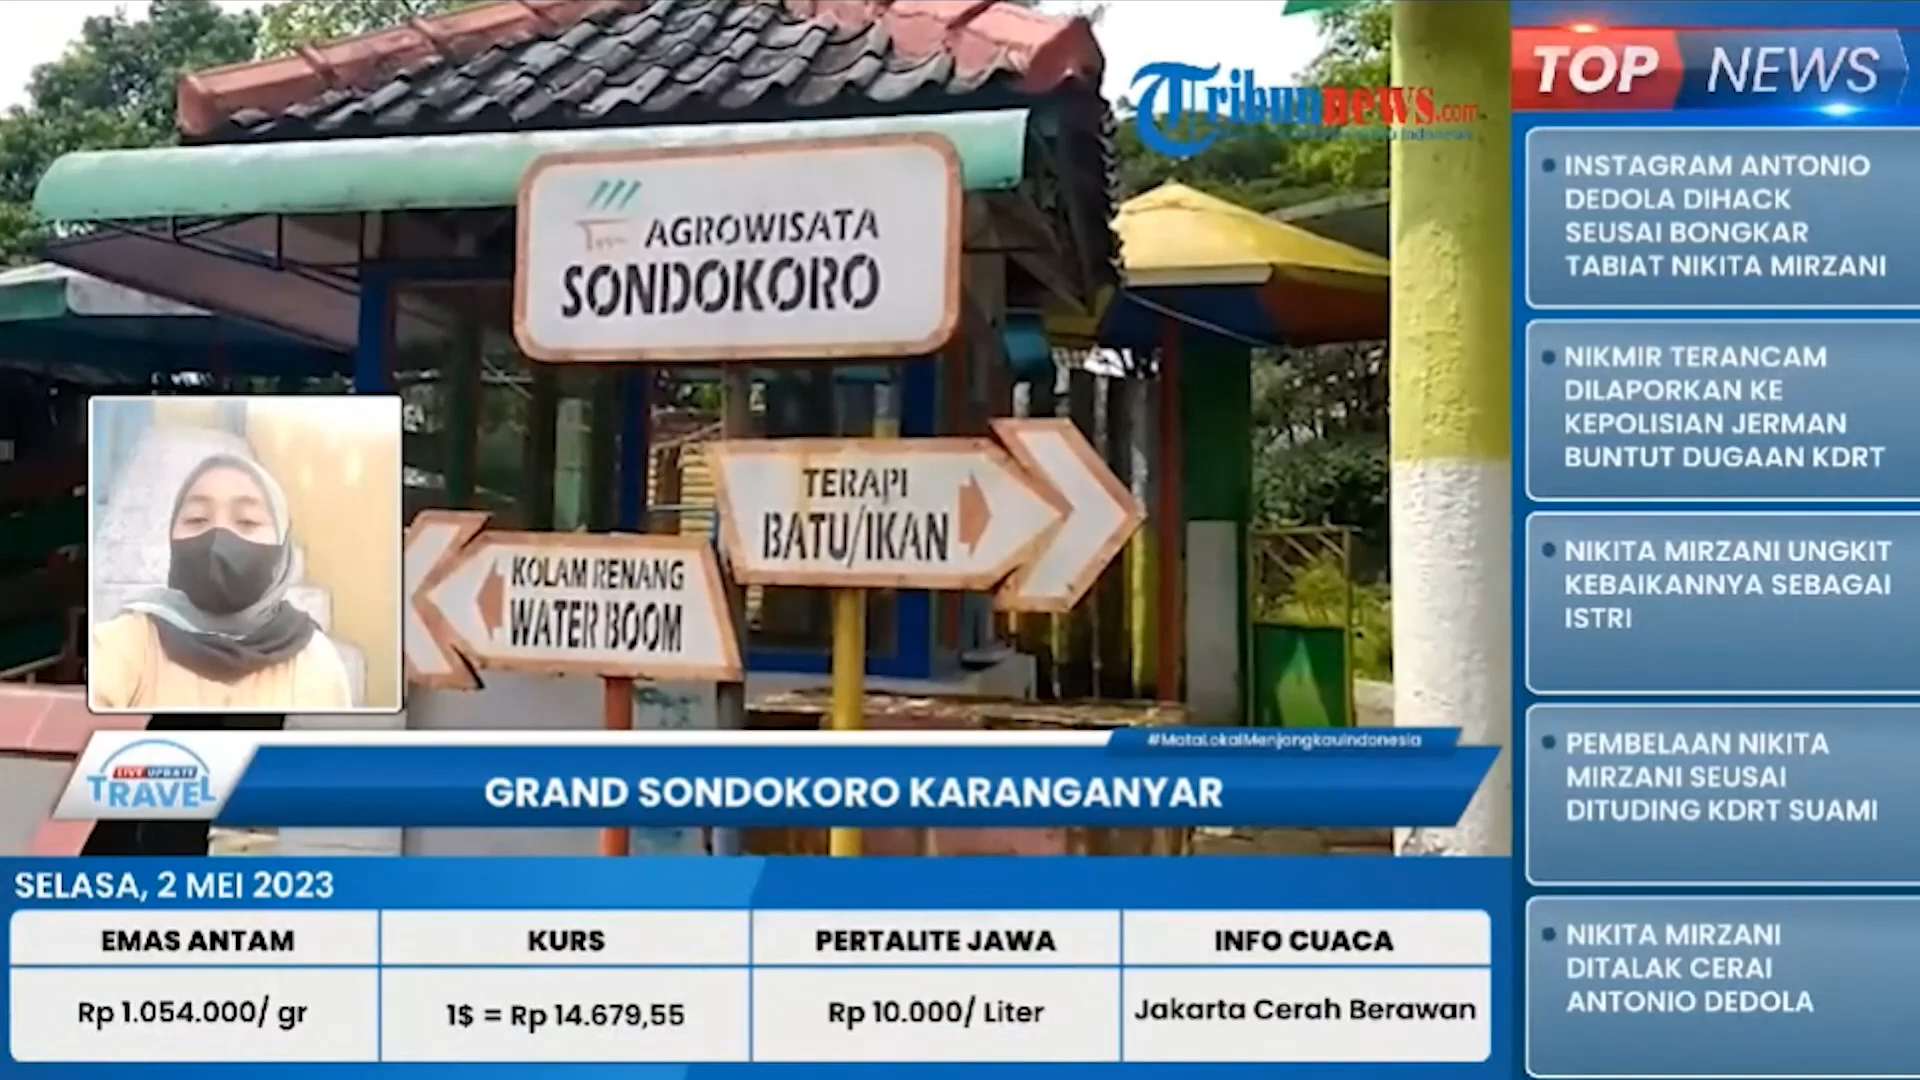 Tribunnews.com
AGROWISATA
SONDOKORO
TERAPI
BATU/IKAN
KOLAM RENANG
WATER BOOM
#MataLokalMenjangkauIndonesia
LIVE UPDATE
TRAVEL
GRAND SONDOKORO KARANGANYAR
SELASA, 2 MEI 2023
EMAS ANTAM
KURS
PERTALITE JAWA
INFO CUACA
Rp 1.054.000/ gr
1$ = Rp 14.679,55
Rp 10.000/ Liter
Jakarta Cerah Berawan
TOP NEWS
INSTAGRAM ANTONIO
DEDOLA DIHACK
SEUSAI BONGKAR
TABIAT NIKITA MIRZANI
NIKMIR TERANCAM
DILAPORKAN KE
KEPOLISIAN JERMAN
BUNTUT DUGAAN KDRT
NIKITA MIRZANI UNGKIT
KEBAIKANNYA SEBAGAI
ISTRI
PEMBELAAN NIKITA
MIRZANI SEUSAI
DITUDING KDRT SUAMI
NIKITA MIRZANI
DITALAK CERAI
ANTONIO DEDOLA